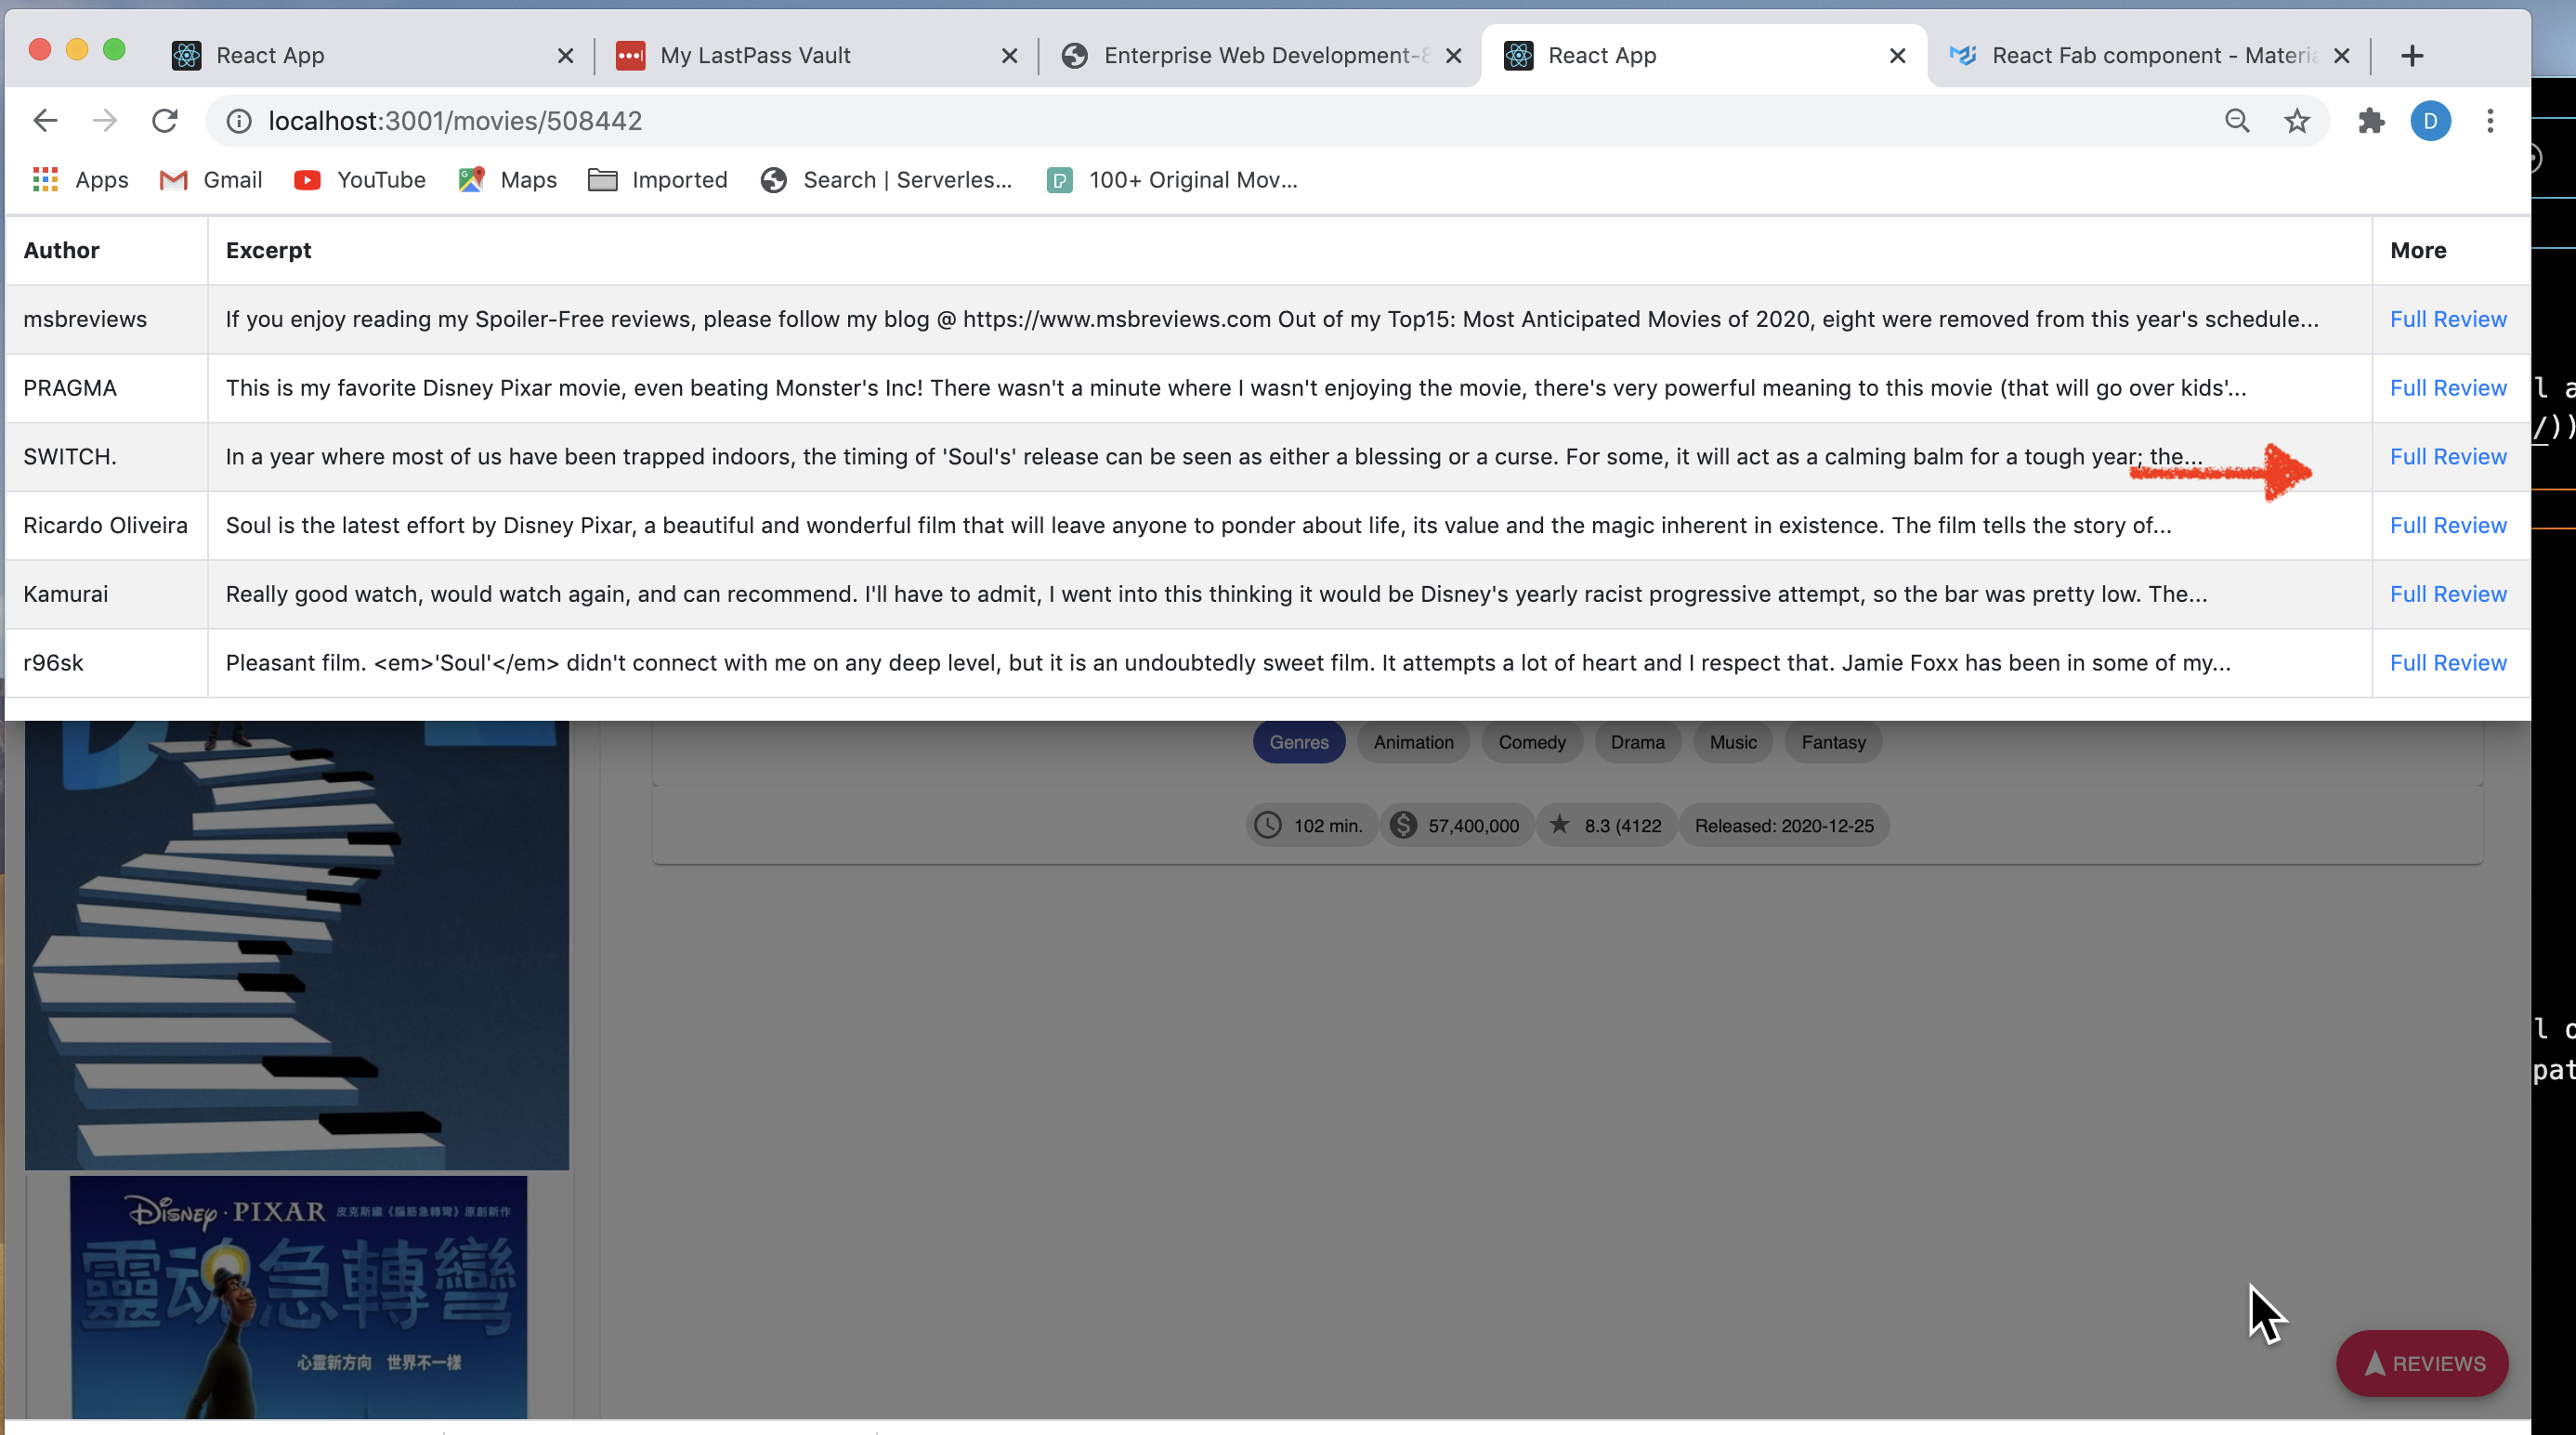 React App
My LastPass Vault
Enterprise Web Development-
React App
React Fab component - Materia
localhost:3001/movies/508442
D
Apps
Gmail
YouTube
Maps
Imported
Search | Serverles...
100+ Original Mov...
Author Excerpt More
msbreviews If you enjoy reading my Spoiler-Free reviews, please follow my blog @ https://www.msbreviews.com Out of my Top15: Most Anticipated Movies of 2020, eight were removed from this year's schedule... Full Review
PRAGMA This is my favorite Disney Pixar movie, even beating Monster's Inc! There wasn't a minute where I wasn't enjoying the movie, there's very powerful meaning to this movie (that will go over kids'... Full Review
SWITCH. In a year where most of us have been trapped indoors, the timing of 'Soul's' release can be seen as either a blessing or a curse. For some, it will act as a calming balm for a tough year; the... Full Review
Ricardo Oliveira Soul is the latest effort by Disney Pixar, a beautiful and wonderful film that will leave anyone to ponder about life, its value and the magic inherent in existence. The film tells the story of... Full Review
Kamurai Really good watch, would watch again, and can recommend. I'll have to admit, I went into this thinking it would be Disney's yearly racist progressive attempt, so the bar was pretty low. The... Full Review
r96sk Pleasant film. <em>'Soul'</em> didn't connect with me on any deep level, but it is an undoubtedly sweet film. It attempts a lot of heart and I respect that. Jamie Foxx has been in some of my... Full Review
Genres Animation Comedy Drama Music Fantasy
102 min. 57,400,000 8.3 (4122 Released: 2020-12-25
l a
/))
l c
pat
Disney · PIXAR 皮克斯繼《腦筋急轉彎》原創新作
靈动急轉彎
心靈新方向 世界不一樣
REVIEWS